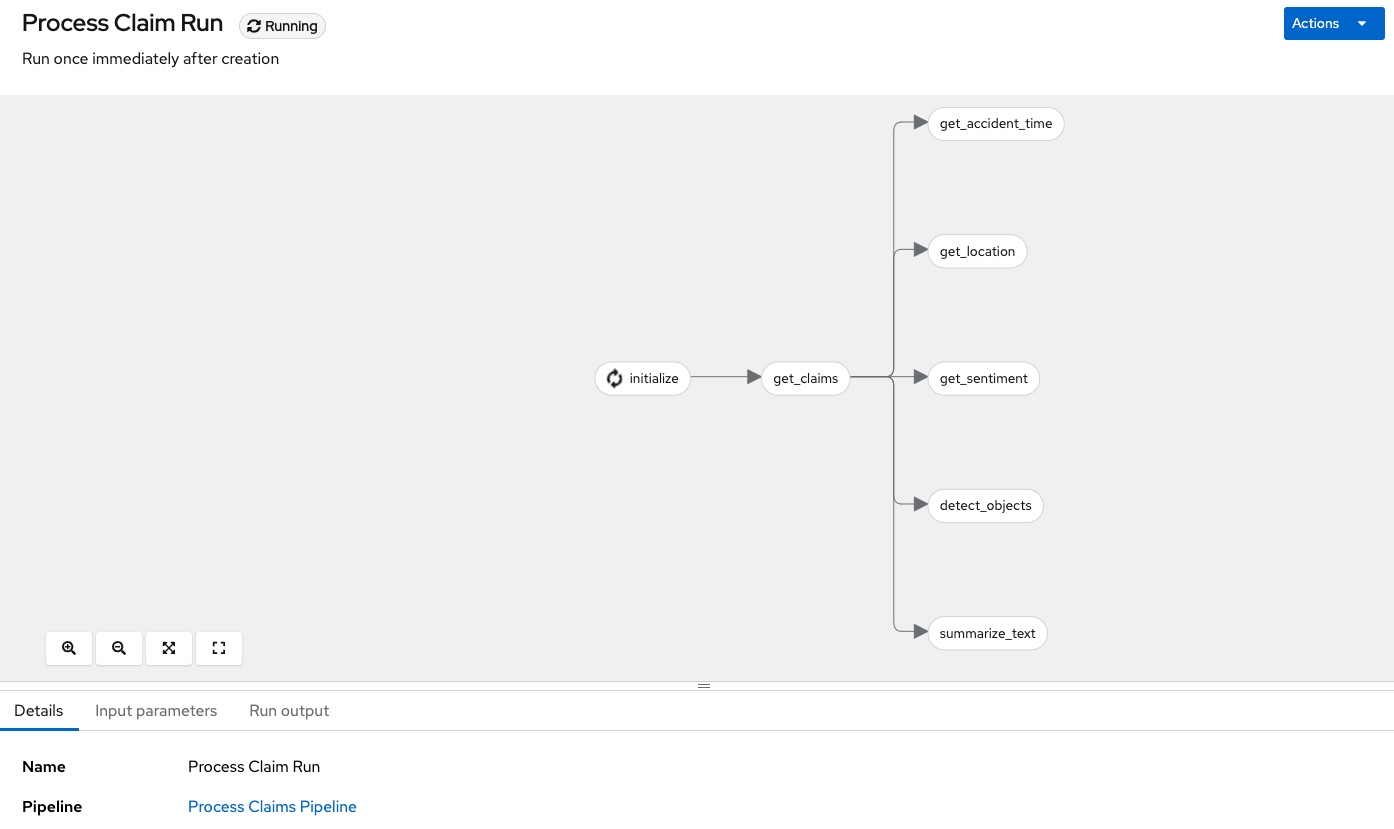 Process Claim Run
Running
Actions
Run once immediately after creation
get_accident_time
get_location
initialize
get_claims
get_sentiment
detect_objects
summarize_text
Details
Input parameters
Run output
Name
Process Claim Run
Pipeline
Process Claims Pipeline